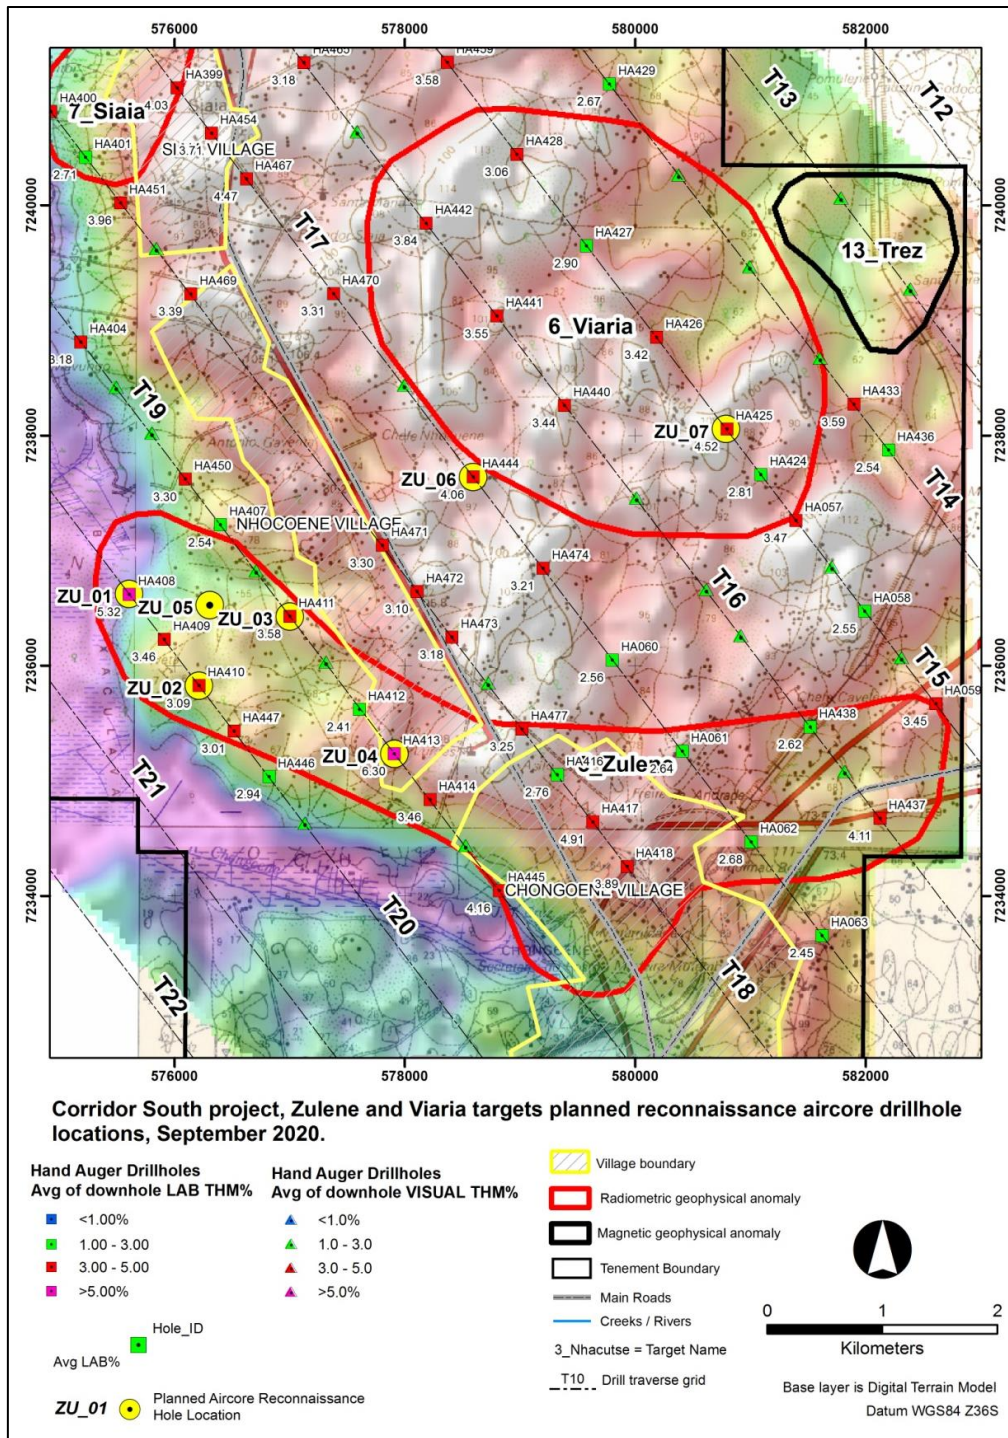 576000 578000 580000 582000
HA465
HA459
HA399
3.18
3.58
HA429
T13
T12
HA400
7_Siaia
4.03
2.67
HA454
HA401
SI VILLAGE
3.71
HA428
2.71
HA467
3.06
HA451
4.47
7240000
3.96
T17
HA442
3.84
HA427
13_Trez
2.90
HA469
HA470
3.39
3.31
HA441
6_Viaria
HA426
3.55
HA404
3.42
3.18
T19
HA440
HA433
3.44
HA425
3.59
7238000
ZU_07
4.52
HA436
HA450
HA444
HA424
2.54
ZU_06
4.06
3.30
2.81
T14
HA407
NHOCOENE VILLAGE
HA057
2.54
HA471
3.47
3.30
HA474
HA408
HA472
3.21
T16
ZU_01
ZU_05
HA411
ZU_03
5.32
3.10
HA058
HA409
3.58
HA473
2.55
3.46
3.18
HA060
7236000
HA410
2.56
T15
ZU_02
HA059
3.09
HA412
3.45
HA447
2.41
HA477
HA438
HA061
3.01
HA413
3.25
2.62
ZU_04
HA446
HA416
2.64
6.30
T21
2.94
HA414
2.76
HA437
3.46
HA417
4.11
4.91
HA062
HA418
2.68
HA445
3.89
CHONGOENE VILLAGE
7234000
4.16
HA063
T20
2.45
T18
T22
576000 578000 580000 582000
Corridor South project, Zulene and Viaria targets planned reconnaissance aircore drillhole
locations, September 2020.
Hand Auger Drillholes
Avg of downhole LAB THM%
<1.00%
1.00 - 3.00
3.00 - 5.00
>5.00%
Hole_ID
Avg LAB%
ZU_01 Planned Aircore Reconnaissance
Hole Location
Hand Auger Drillholes
Avg of downhole VISUAL THM%
<1.0%
1.0 - 3.0
3.0 - 5.0
>5.0%
Village boundary
Radiometric geophysical anomaly
Magnetic geophysical anomaly
Tenement Boundary
Main Roads
Creeks / Rivers
3_Nhacutse = Target Name
T10 Drill traverse grid
0 1 2
Kilometers
Base layer is Digital Terrain Model
Datum WGS84 Z36S